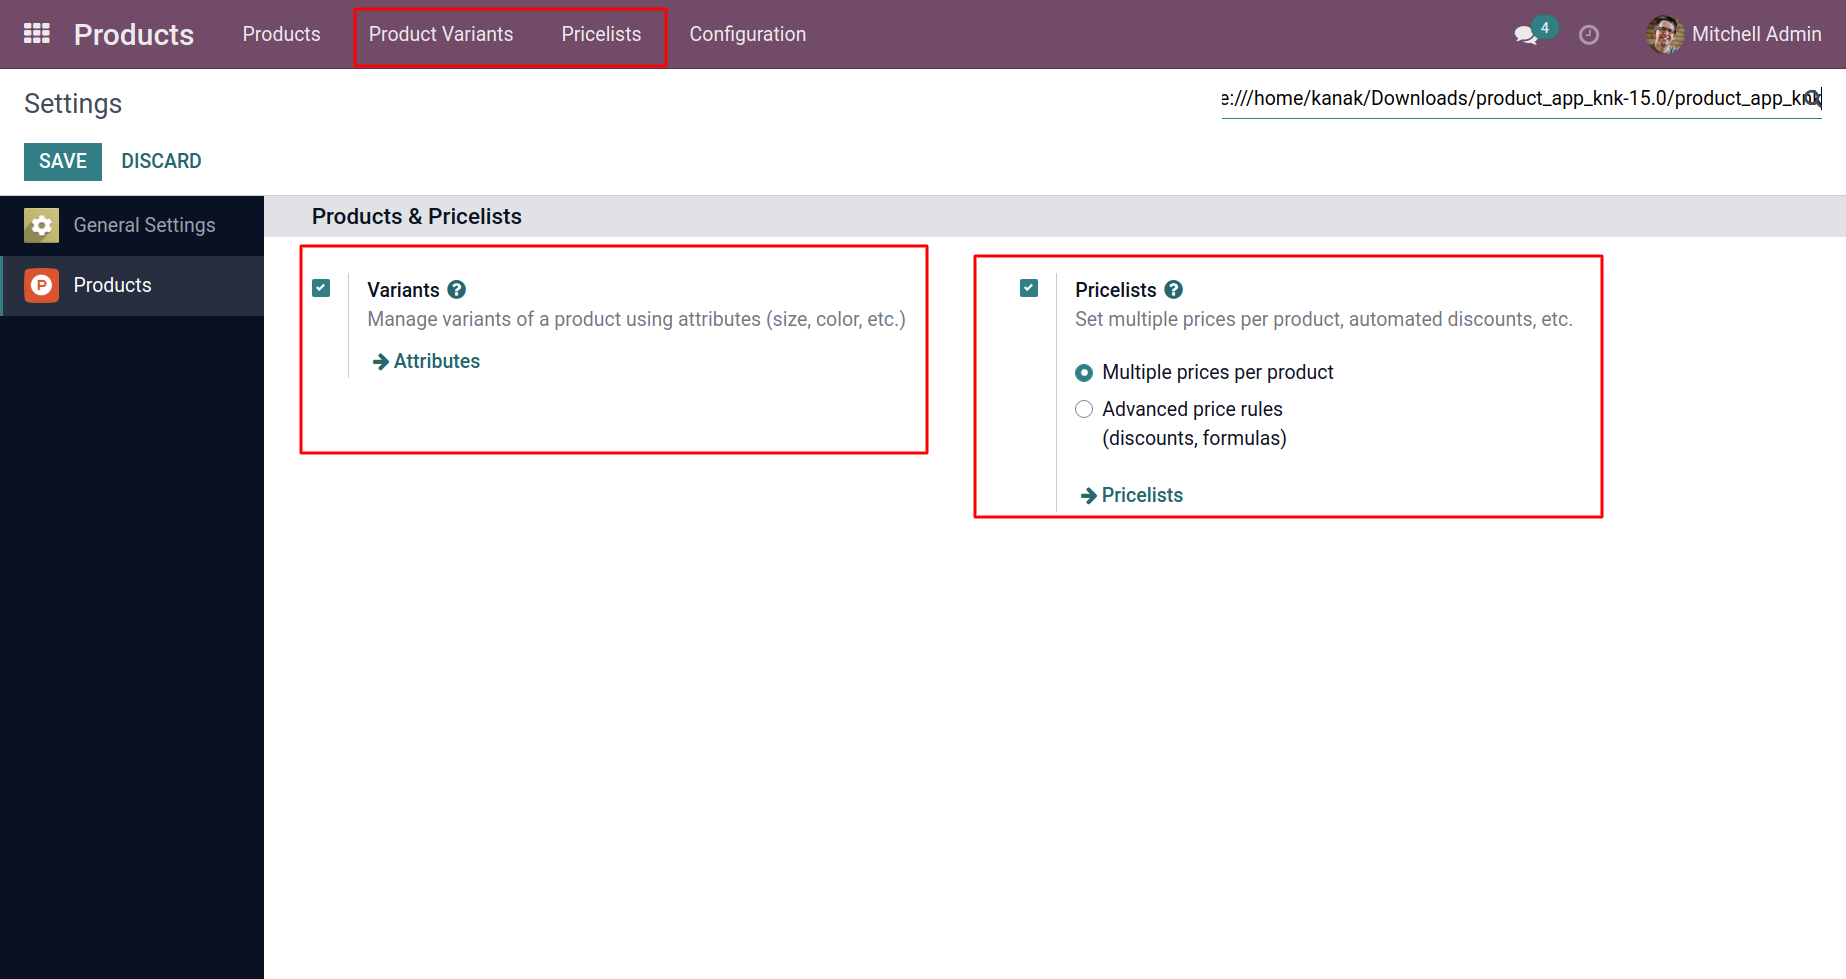 Products Products Product Variants Pricelists Configuration 4 Mitchell Admin
Settings
e:///home/kanak/Downloads/product_app_knk-15.0/product_app_knk
SAVE DISCARD
General Settings
P Products
Products & Pricelists
Variants ?
Manage variants of a product using attributes (size, color, etc.)
Attributes
Pricelists ?
Set multiple prices per product, automated discounts, etc.
Multiple prices per product
Advanced price rules
(discounts, formulas)
Pricelists